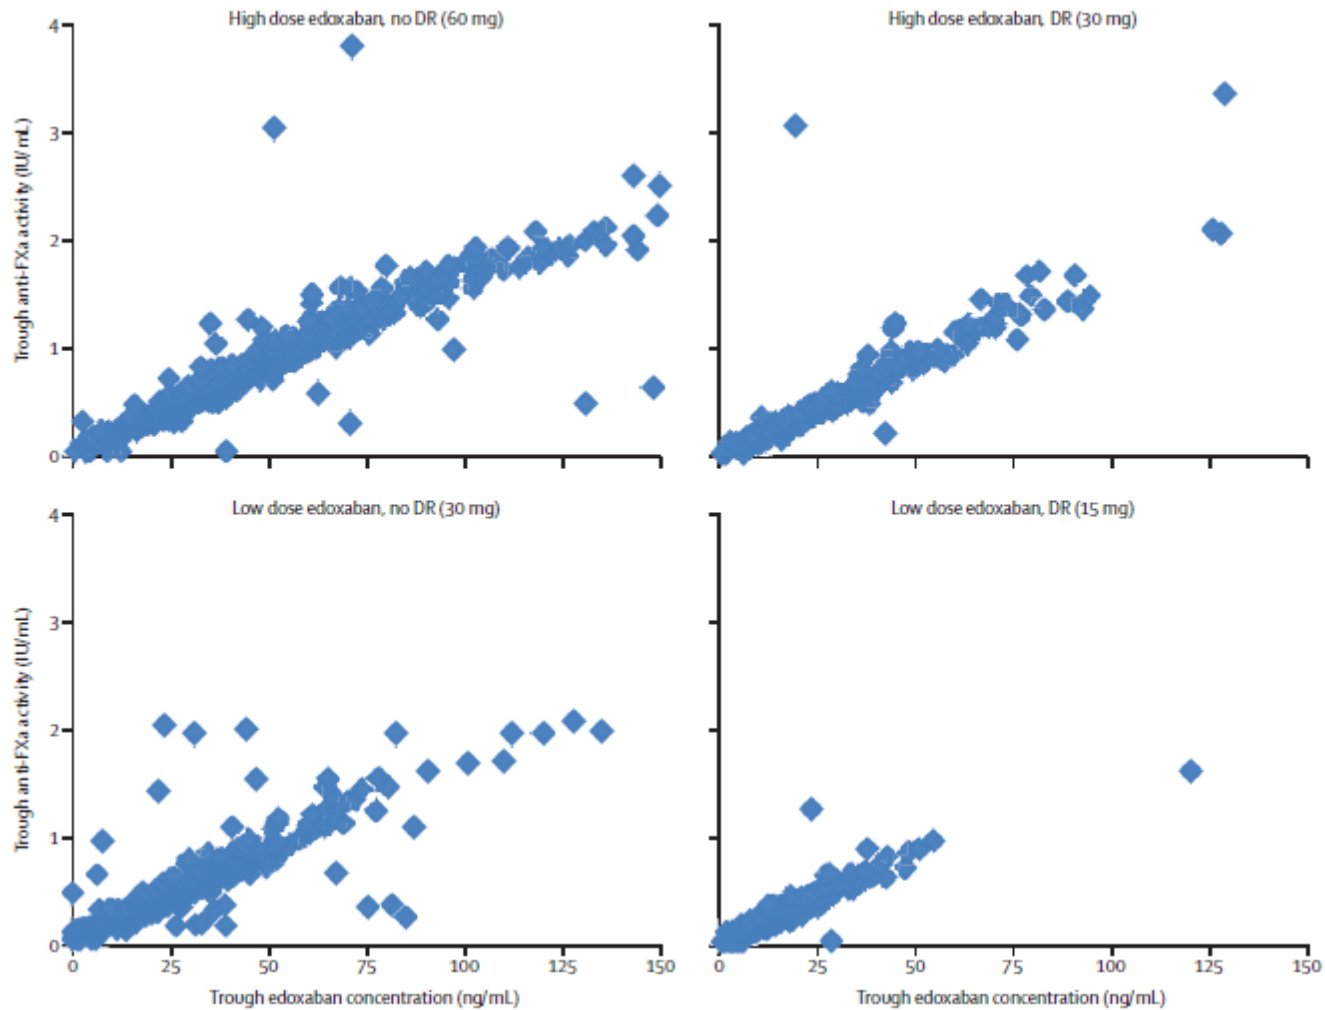 High dose edoxaban, no DR (60 mg)
High dose edoxaban, DR (30 mg)
Trough anti-FXa activity (IU/mL)
4
3
2
1
0
Low dose edoxaban, no DR (30 mg)
Low dose edoxaban, DR (15 mg)
Trough anti-FXa activity (IU/mL)
4
3
2
1
0
0 25 50 75 100 125 150
0 25 50 75 100 125 150
Trough edoxaban concentration (ng/mL)
Trough edoxaban concentration (ng/mL)